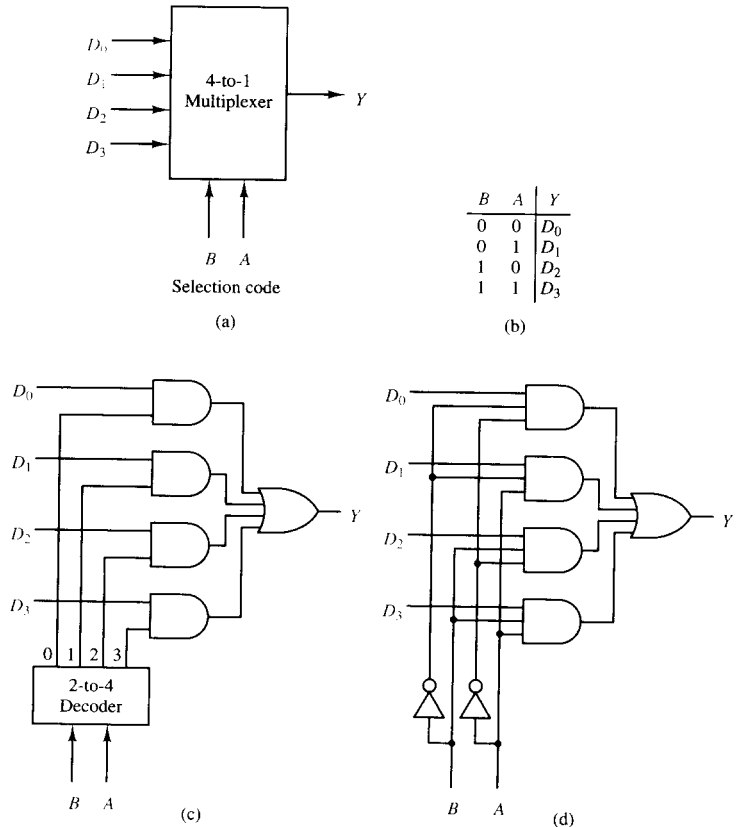 D₀
D₁
D₂
D₃
4-to-1
Multiplexer
Y
B A
Selection code
(a)
B A Y
0 0 D₀
0 1 D₁
1 0 D₂
1 1 D₃
(b)
D₀
D₁
D₂
D₃
Y
0 1 2 3
2-to-4
Decoder
B A
(c)
D₀
D₁
D₂
D₃
Y
B A
(d)